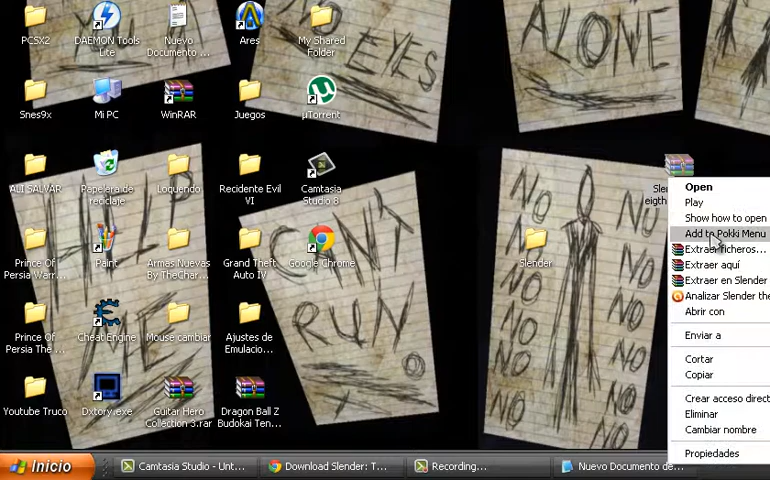 NO
EYES
ALONE
PCSX2
DAEMON Tools
Lite
Nuevo
Documento ...
Ares
My Shared
Folder
Snes9x
Mi PC
WinRAR
Juegos
µTorrent
ALI SALVAR
Papelera de
reciclaje
Loquendo
Recidente Evil
VI
Camtasia
Studio 8
Prince Of
Persia Warr...
Paint
Armas Nuevas
By TheChar...
Grand Theft
Auto IV
Google Chrome
Slender
Prince Of
Persia The ...
Cheat Engine
Mouse cambiar
Ajustes de
Emulacio...
Youtube Truco
Dxtory.exe
Guitar Hero
Collection 3.rar
Dragon Ball Z
Budokai Ten...
HELP
ME
CAN'T
RUN
NO
NO
NO
NO
NO
NO
NO
NO
NO
NO
NO
NO
Slen
eigth
Open
Play
Show how to open
Add to Pokki Menu
Extraer ficheros...
Extraer aquí
Extraer en Slender
Analizar Slender the
Abrir con
Enviar a
Cortar
Copiar
Crear acceso direct
Eliminar
Cambiar nombre
Propiedades
Inicio
Camtasia Studio - Unt...
Download Slender: T...
Recording...
Nuevo Documento de...